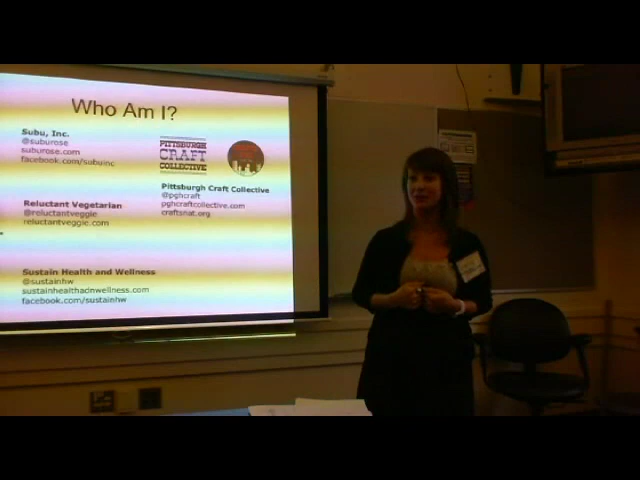 Who Am I?
Subu, Inc.
@suburose
suburose.com
facebook.com/subuinc
PITTSBURGH
CRAFT
COLLECTIVE
Pittsburgh Craft Collective
@pghcraft
pghcraftcollective.com
craftsnat.org
Reluctant Vegetarian
@reluctantveggie
reluctantveggie.com
Sustain Health and Wellness
@sustainhw
sustainhealthadnwellness.com
facebook.com/sustainhw